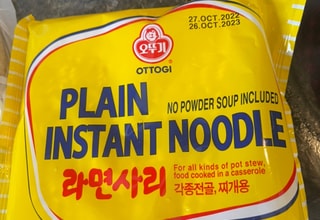 27.OCT.2022
26.OCT.2023
오뚜기
OTTOGI
PLAIN
NO POWDER SOUP INCLUDED
INSTANT NOODLE
라면사리
For all kinds of pot stew,
food cooked in a casserole
각종전골, 찌개용